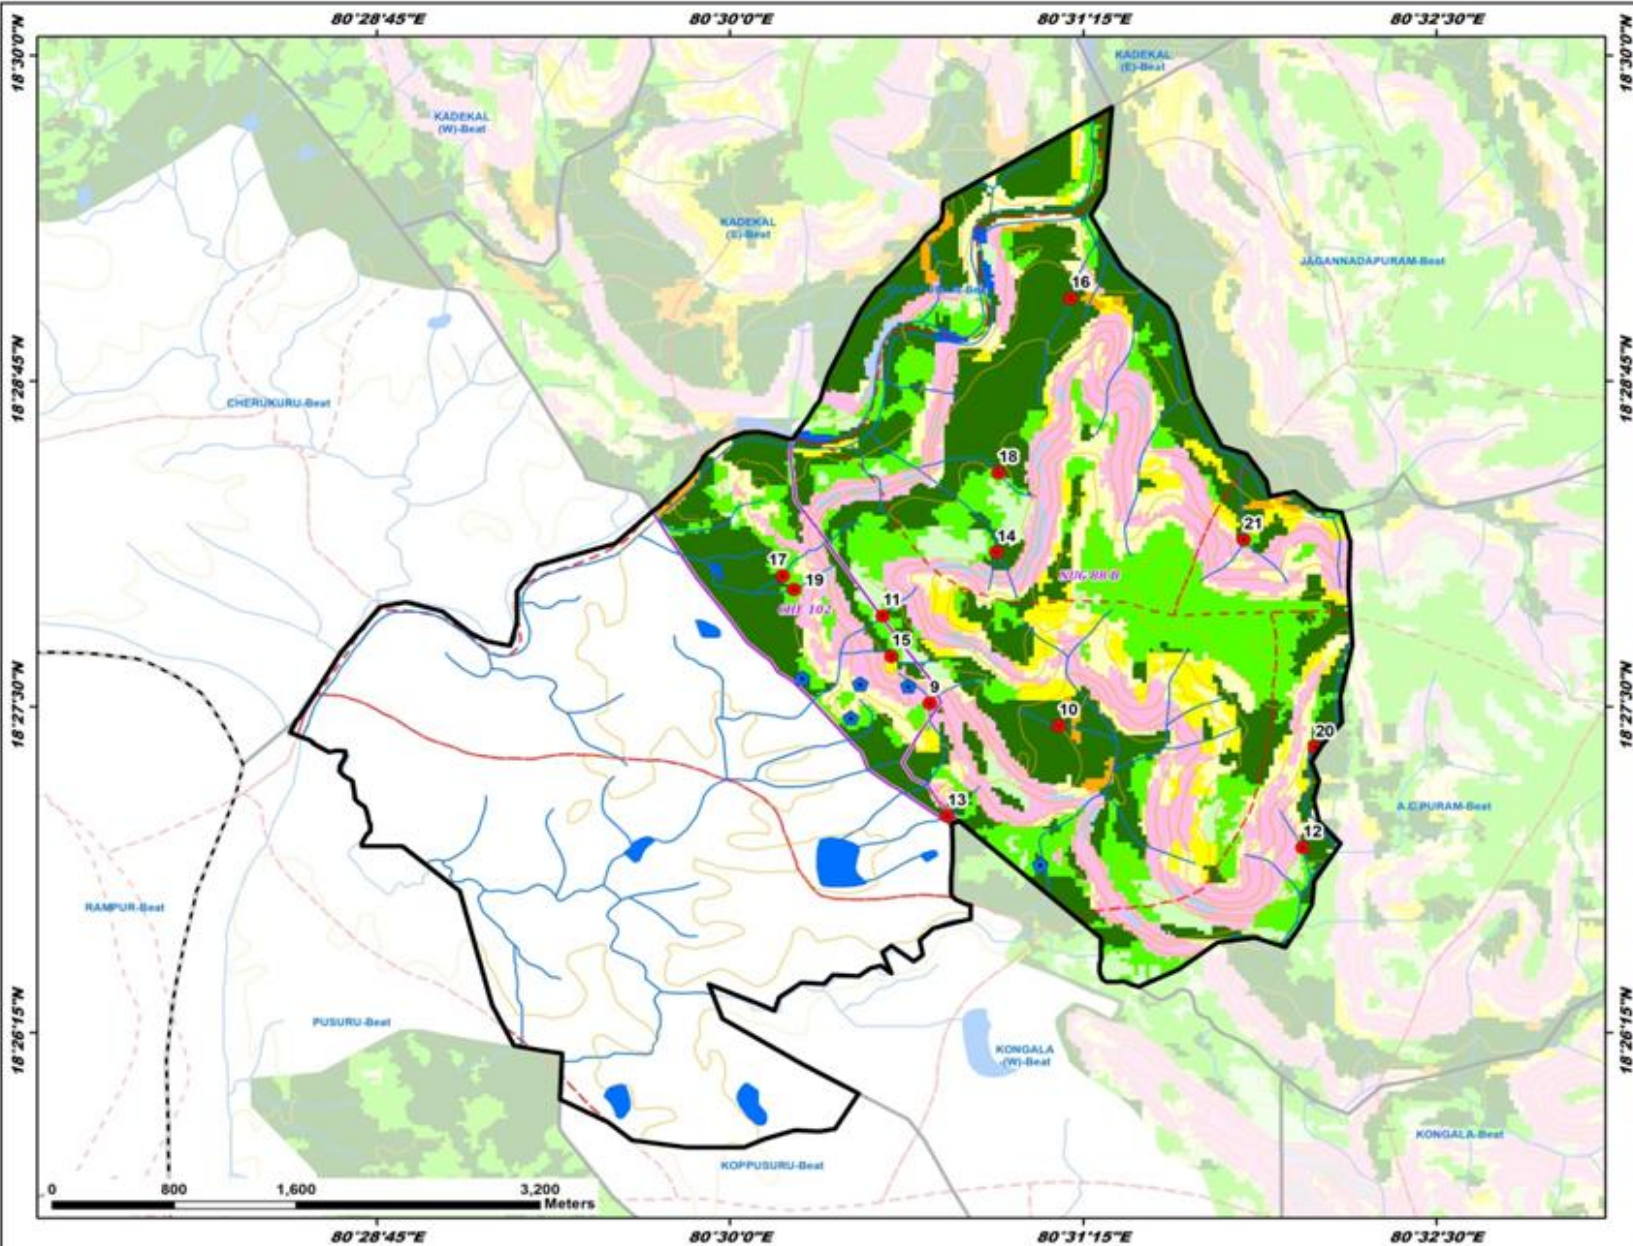 80°28'45"E
80°30'0"E
80°31'15"E
80°32'30"E
18°30'0"N
18°30'0"N
KADEKAL
(E)-Beat
KADEKAL
(W)-Beat
KADEKAL
(S)-Beat
JAGANNADAPURAM-Beat
16
18°28'45"N
18°28'45"N
CHERUKURU-Beat
18
21
14
17
19
NUG 88/B
CHE 102
11
15
9
18°27'30"N
18°27'30"N
10
20
13
A.C.PURAM-Beat
12
RAMPUR-Beat
PUSURU-Beat
18°26'15"N
18°26'15"N
KONGALA
-(W)-Beat
KONGALA-Beat
KOPPUSURU-Beat
0
800
1,600
3,200
Meters
80°28'45"E
80°30'0"E
80°31'15"E
80°32'30"E